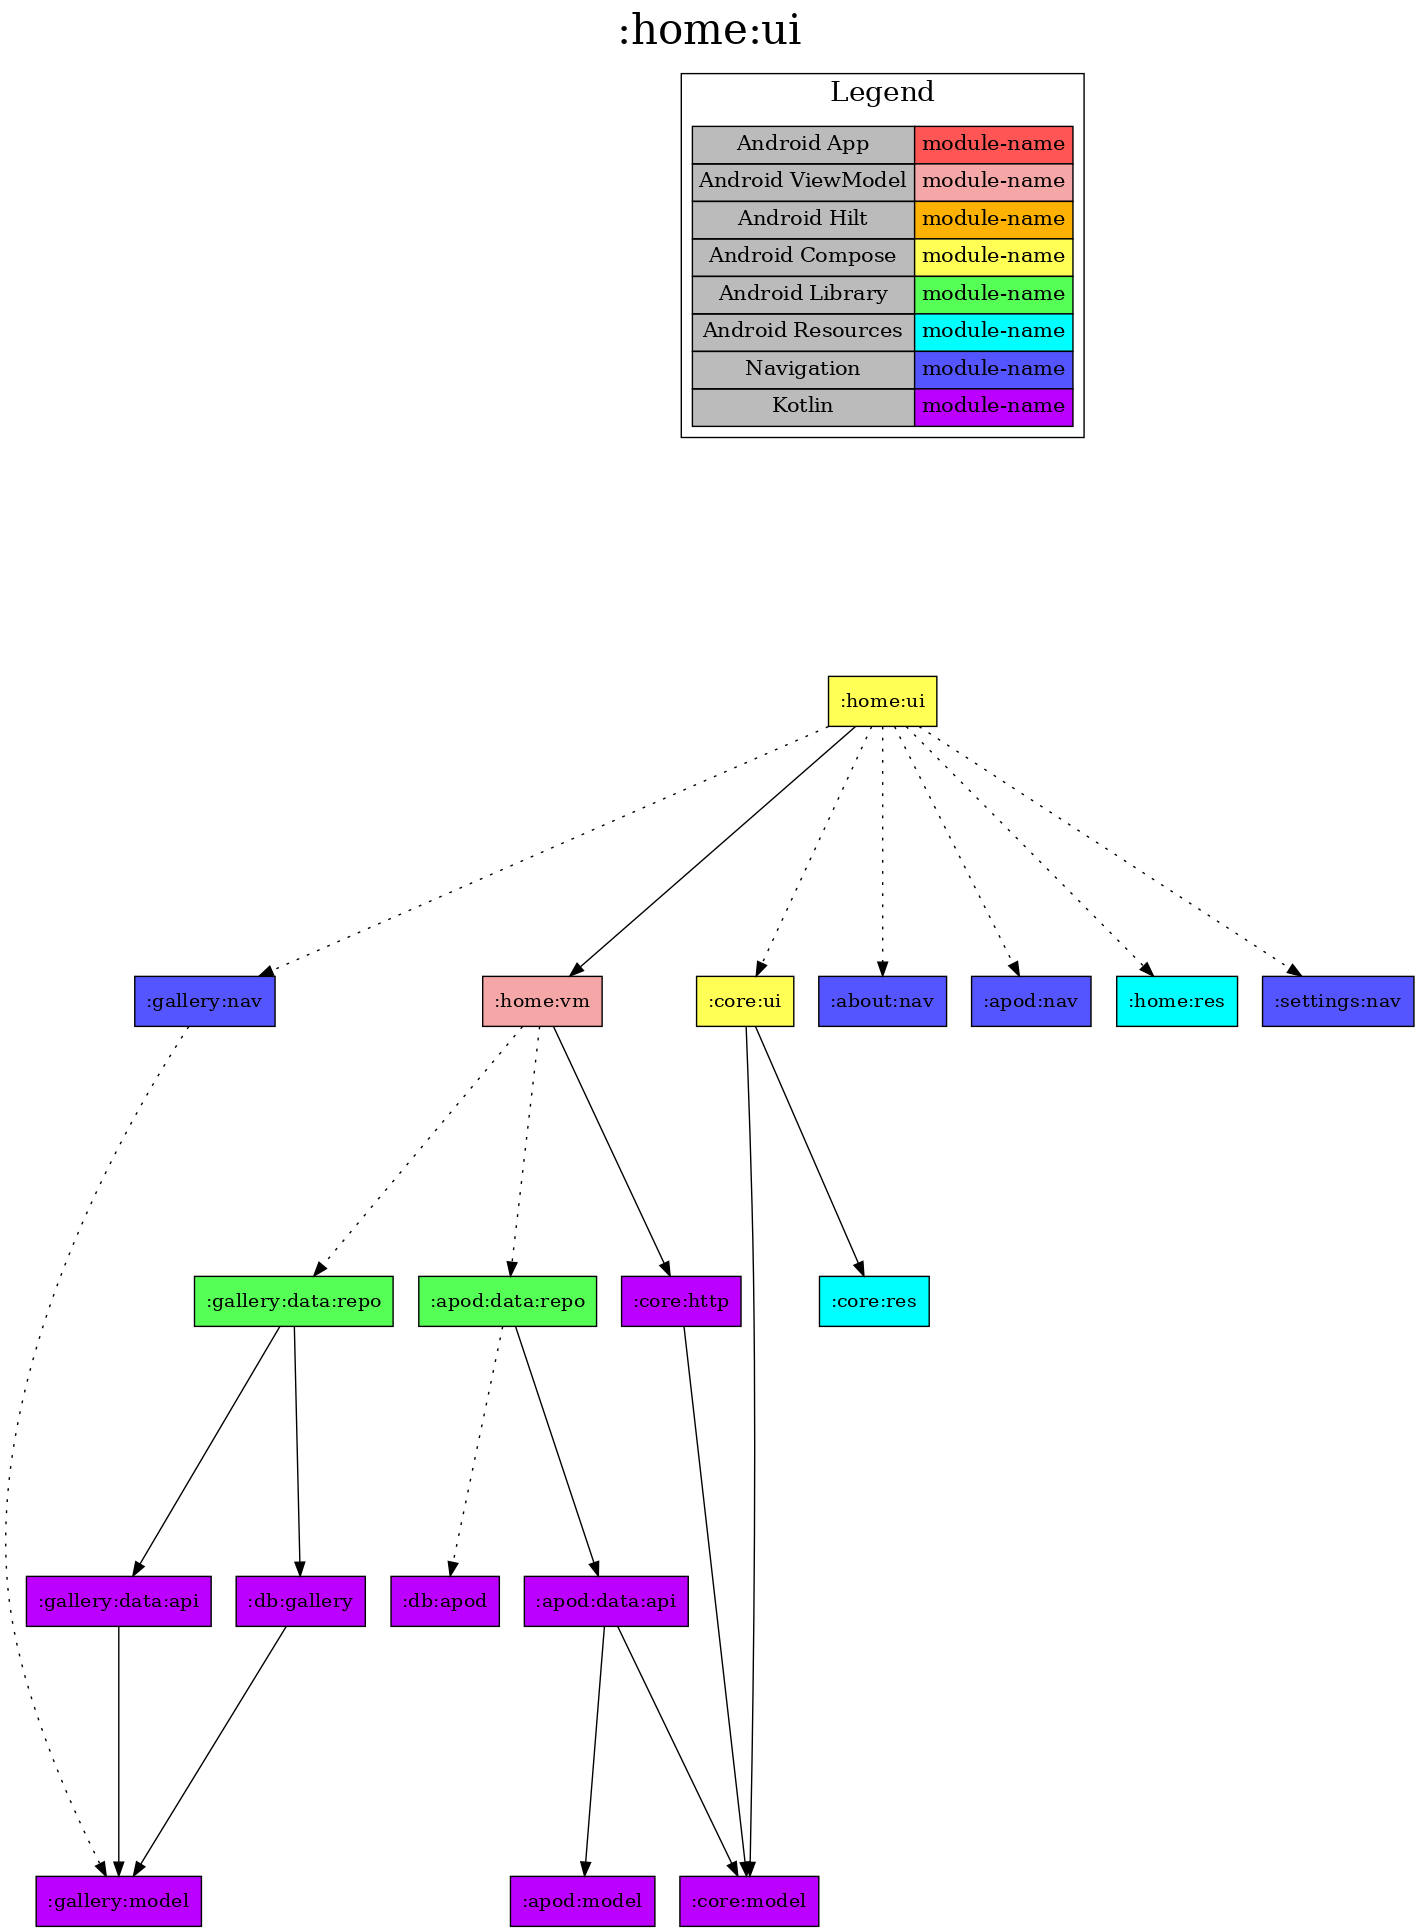 :home:ui
Legend
Android App module-name
Android ViewModel module-name
Android Hilt module-name
Android Compose module-name
Android Library module-name
Android Resources module-name
Navigation module-name
Kotlin module-name
:home:ui
:gallery:nav :home:vm :core:ui :about:nav :apod:nav :home:res :settings:nav
:gallery:data:repo :apod:data:repo :core:http :core:res
:gallery:data:api :db:gallery :db:apod :apod:data:api
:gallery:model :apod:model :core:model